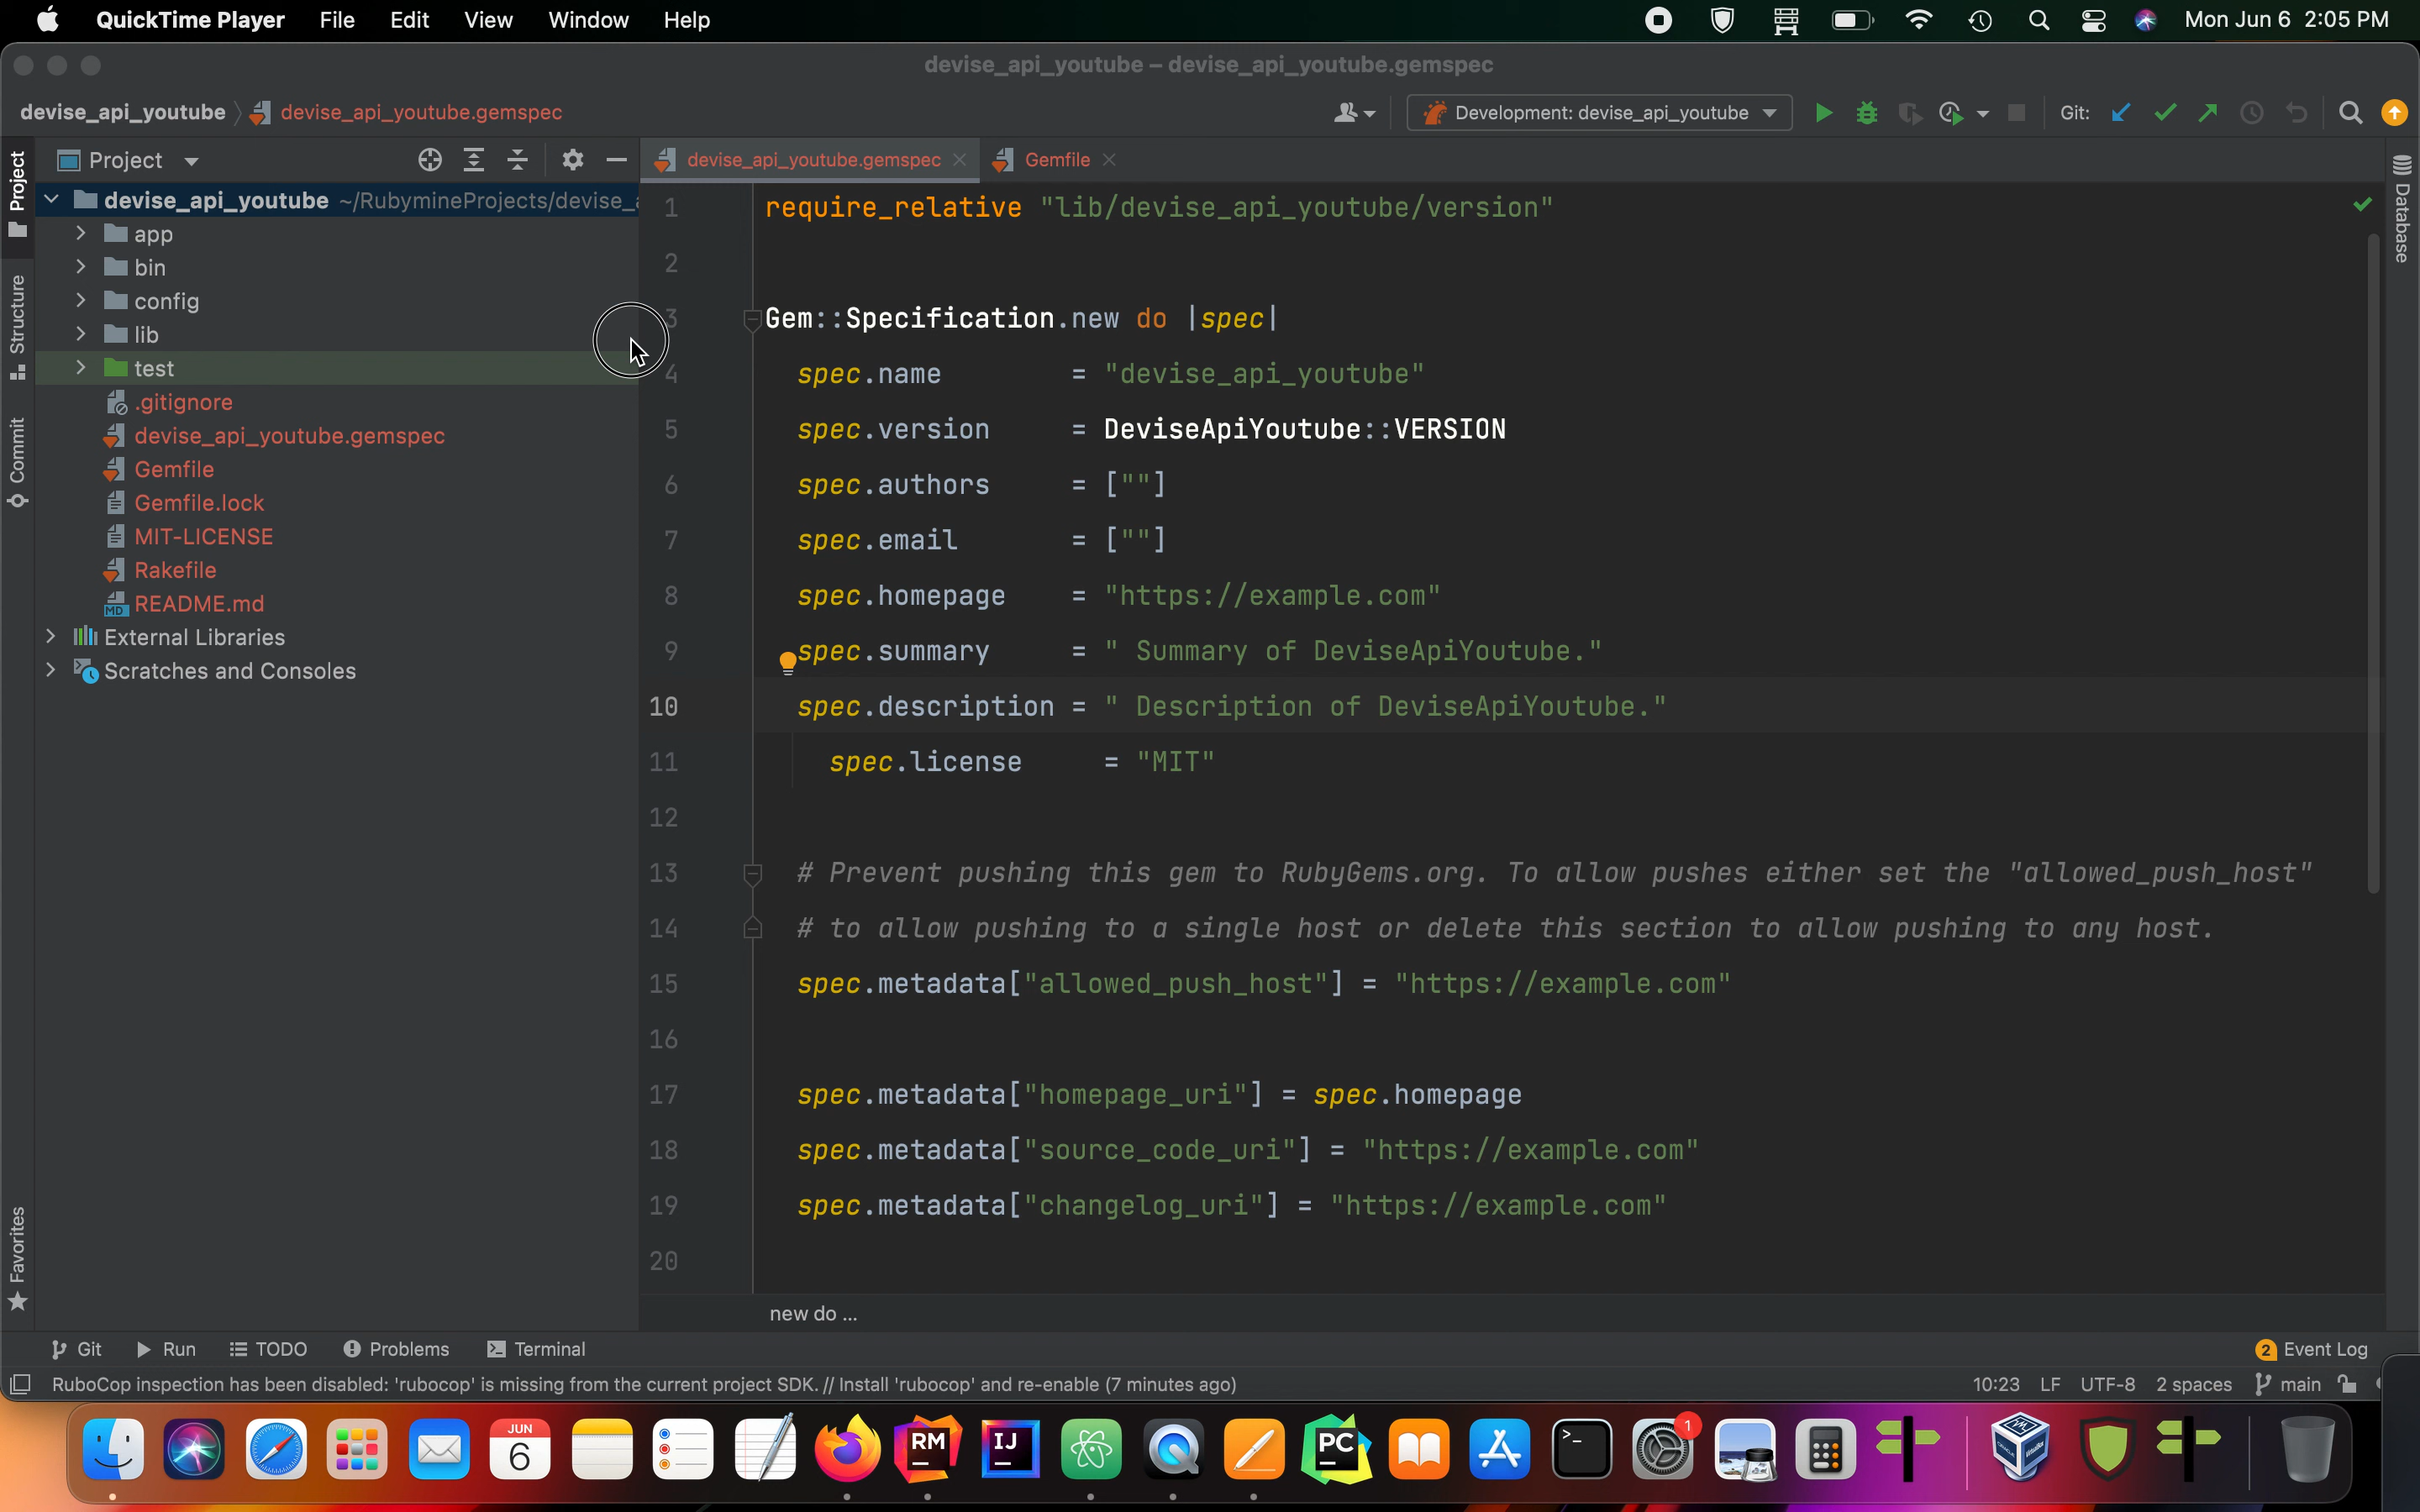 QuickTime Player File Edit View Window Help Mon Jun 6 2:05 PM
devise_api_youtube – devise_api_youtube.gemspec
devise_api_youtube devise_api_youtube.gemspec Development: devise_api_youtube Git:
Project
devise_api_youtube.gemspec Gemfile
Project
Structure
Commit
Favorites
Database
devise_api_youtube ~/RubymineProjects/devise_
app
bin
config
lib
test
.gitignore
devise_api_youtube.gemspec
Gemfile
Gemfile.lock
MIT-LICENSE
Rakefile
MD README.md
External Libraries
Scratches and Consoles
1 require_relative "lib/devise_api_youtube/version"
2
3 Gem::Specification.new do |spec|
4 spec.name = "devise_api_youtube"
5 spec.version = DeviseApiYoutube::VERSION
6 spec.authors = [""]
7 spec.email = [""]
8 spec.homepage = "https://example.com"
9 spec.summary = " Summary of DeviseApiYoutube."
10 spec.description = " Description of DeviseApiYoutube."
11 spec.license = "MIT"
12
13 # Prevent pushing this gem to RubyGems.org. To allow pushes either set the "allowed_push_host"
14 # to allow pushing to a single host or delete this section to allow pushing to any host.
15 spec.metadata["allowed_push_host"] = "https://example.com"
16
17 spec.metadata["homepage_uri"] = spec.homepage
18 spec.metadata["source_code_uri"] = "https://example.com"
19 spec.metadata["changelog_uri"] = "https://example.com"
20
new do ...
Git Run TODO Problems Terminal 2 Event Log
RuboCop inspection has been disabled: 'rubocop' is missing from the current project SDK. // Install 'rubocop' and re-enable (7 minutes ago) 10:23 LF UTF-8 2 spaces main
JUN
6
RM
IJ
PC
1